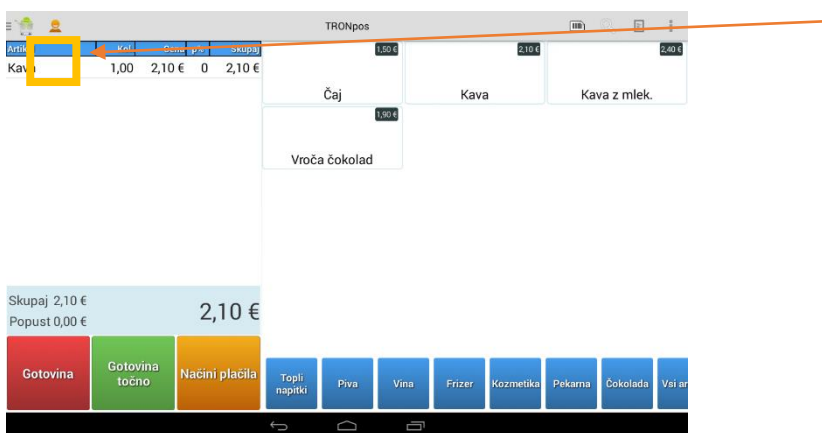 TRONpos
Kol. Cena p% Skupaj
Kava 1,00 2,10 € 0 2,10 €
1,50 €
Čaj
2,10 €
Kava
2,40 €
Kava z mlek.
1,90 €
Vroča čokolad
Skupaj 2,10 €
Popust 0,00 €
2,10 €
Gotovina
Gotovina
točno
Načini plačila
Topli
napitki
Piva
Vina
Frizer
Kozmetika
Pekarna
Čokolada
Vsi ar